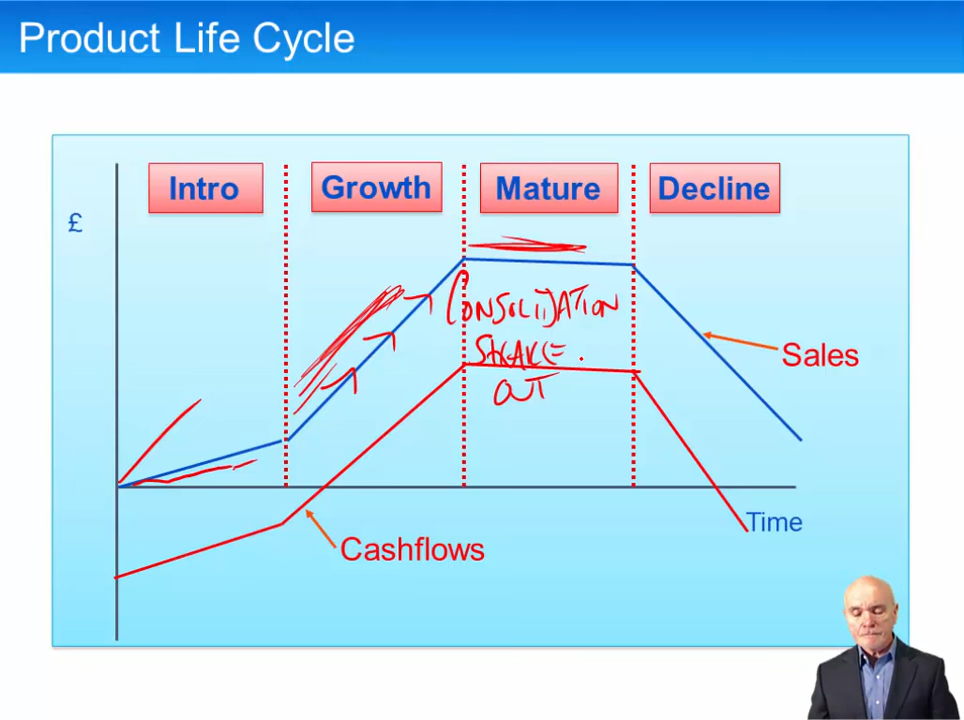 Product Life Cycle
Intro
Growth
Mature
Decline
£
CONSOLIDATION
SHAKE
OUT
Sales
Time
Cashflows